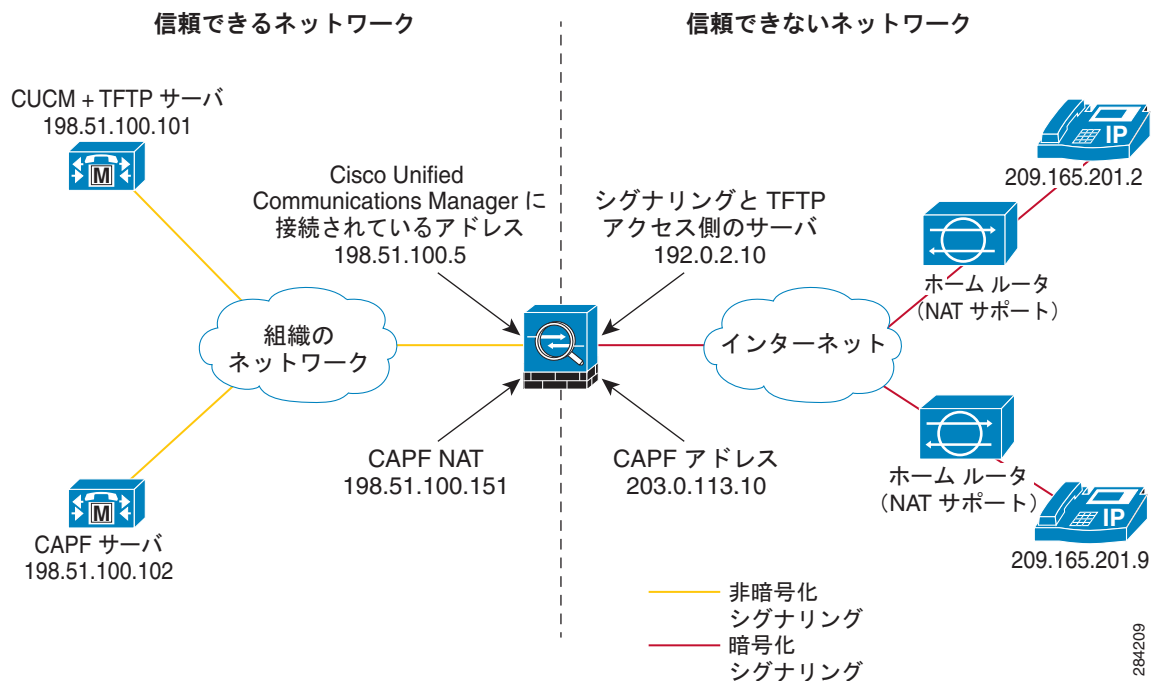 信頼できるネットワーク
信頼できないネットワーク
CUCM + TFTP サーバ
198.51.100.101
Cisco Unified
Communications Manager に
接続されているアドレス
198.51.100.5
シグナリングと TFTP
アクセス側のサーバ
192.0.2.10
IP
209.165.201.2
M
ホーム ルータ
(NAT サポート)
組織の
ネットワーク
インターネット
CAPF NAT
198.51.100.151
CAPF アドレス
203.0.113.10
ホーム ルータ
(NAT サポート)
M
CAPF サーバ
198.51.100.102
IP
209.165.201.9
非暗号化
シグナリング
暗号化
シグナリング
284209